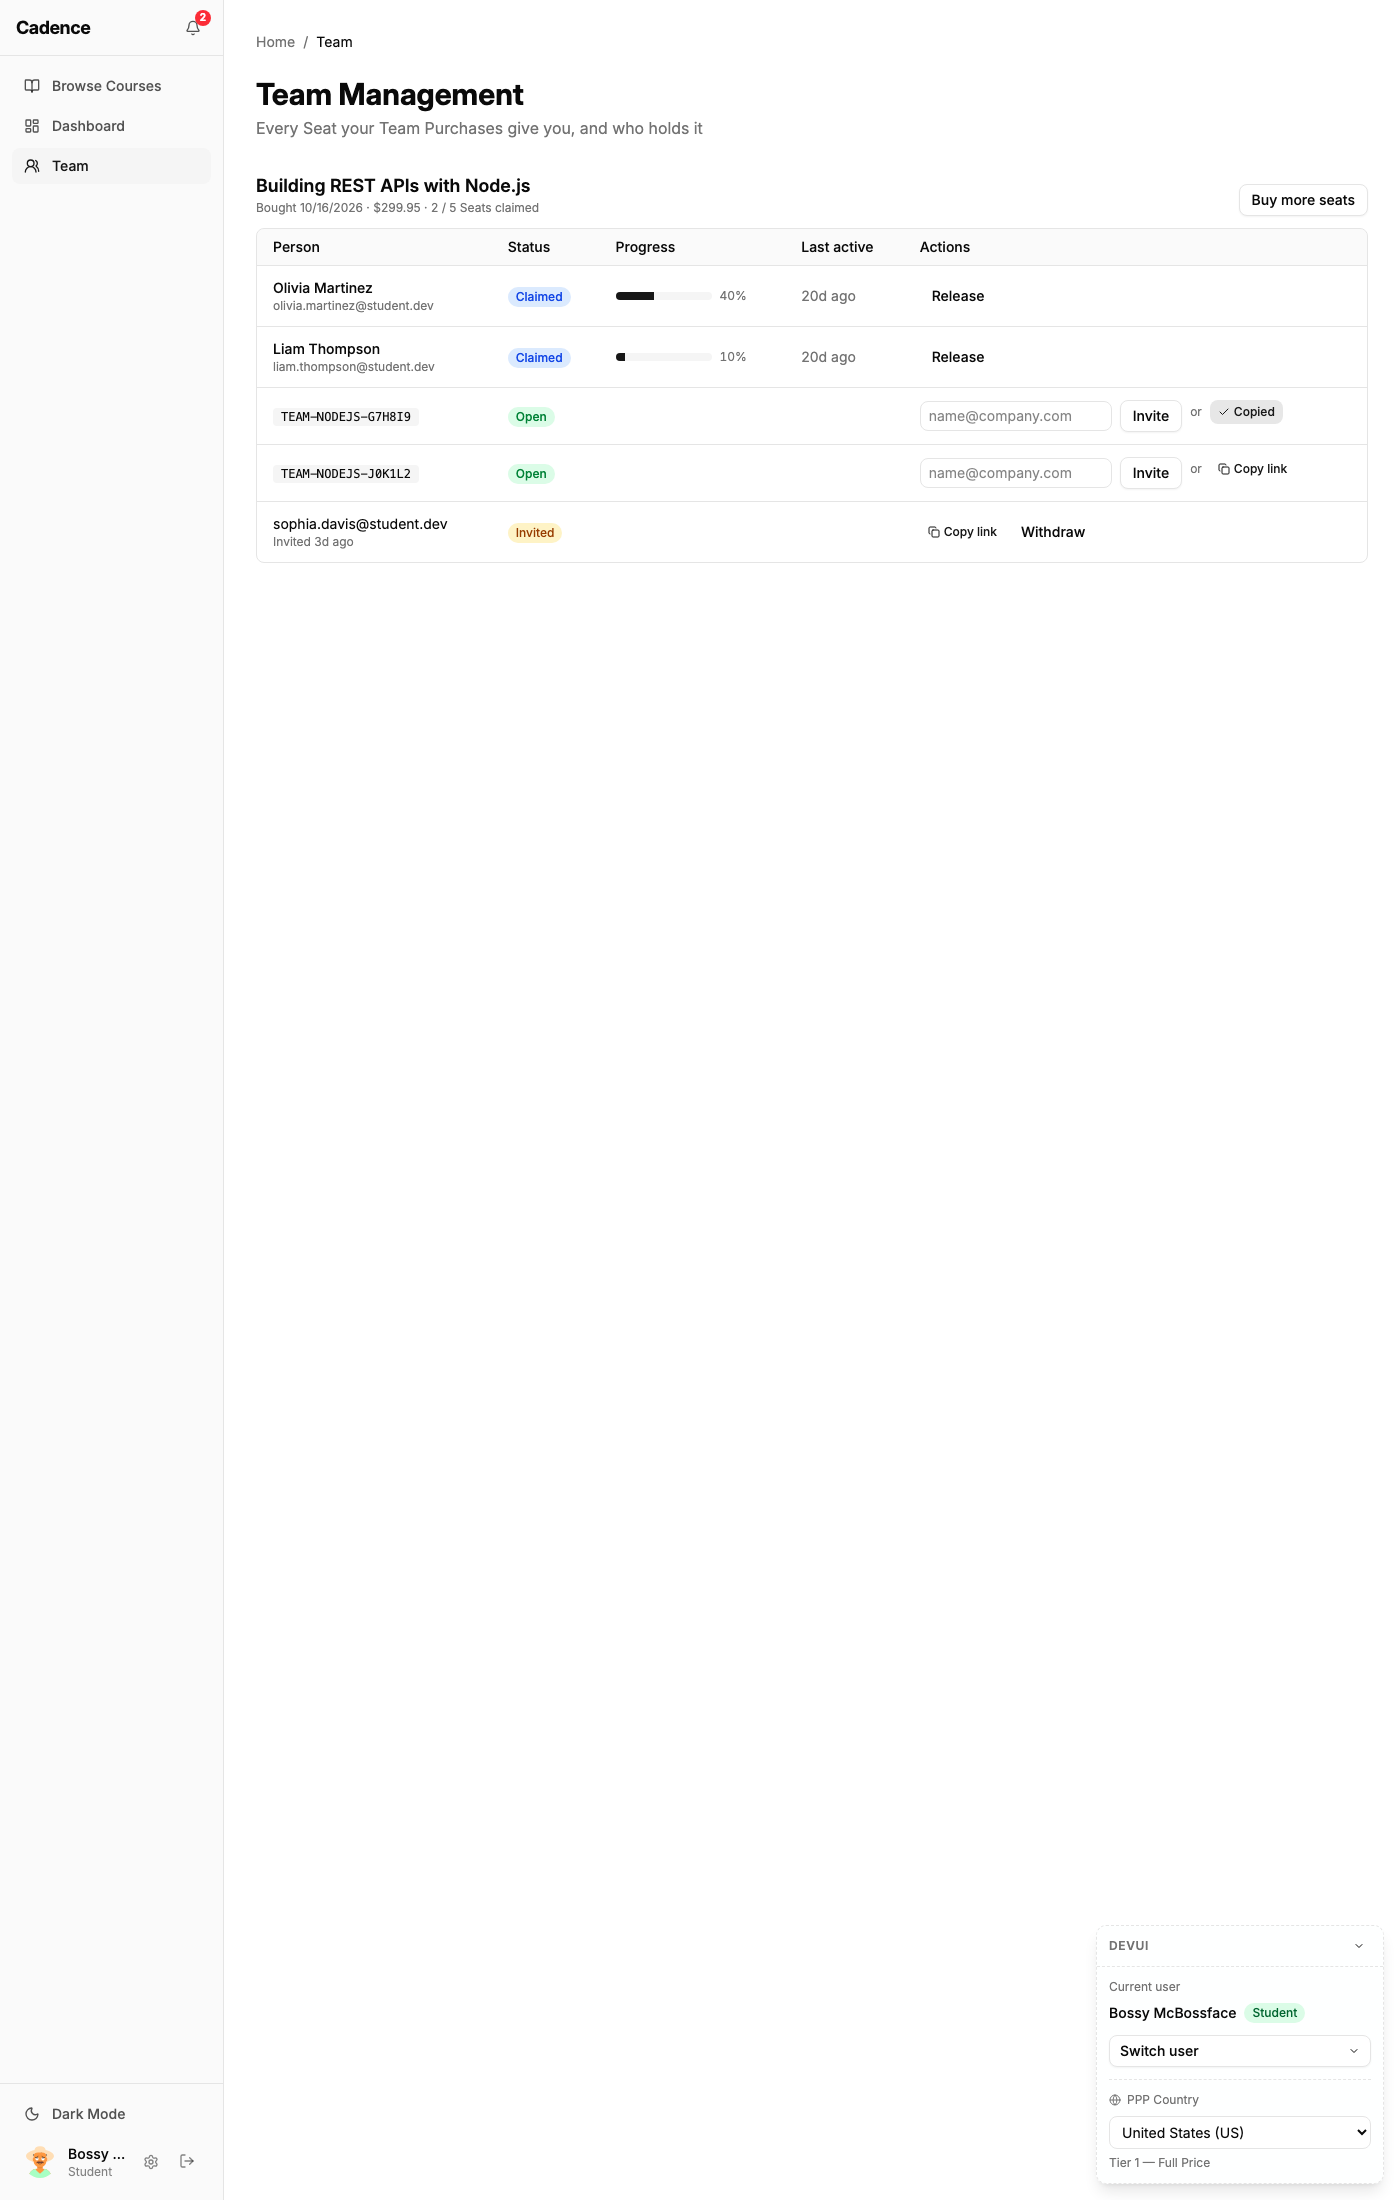 Cadence
2
Browse Courses
Dashboard
Team
Home / Team
Team Management
Every Seat your Team Purchases give you, and who holds it
Building REST APIs with Node.js
Bought 10/16/2026 · $299.95 · 2 / 5 Seats claimed
Buy more seats
Person Status Progress Last active Actions
Olivia Martinez
olivia.martinez@student.dev
Claimed 40% 20d ago Release
Liam Thompson
liam.thompson@student.dev
Claimed 10% 20d ago Release
TEAM-NODEJS-G7H8I9 Open name@company.com Invite or Copied
TEAM-NODEJS-J0K1L2 Open name@company.com Invite or Copy link
sophia.davis@student.dev
Invited 3d ago
Invited Copy link Withdraw
DEVUI
Current user
Bossy McBossface Student
Switch user
PPP Country
United States (US)
Tier 1 — Full Price
Dark Mode
Bossy ...
Student